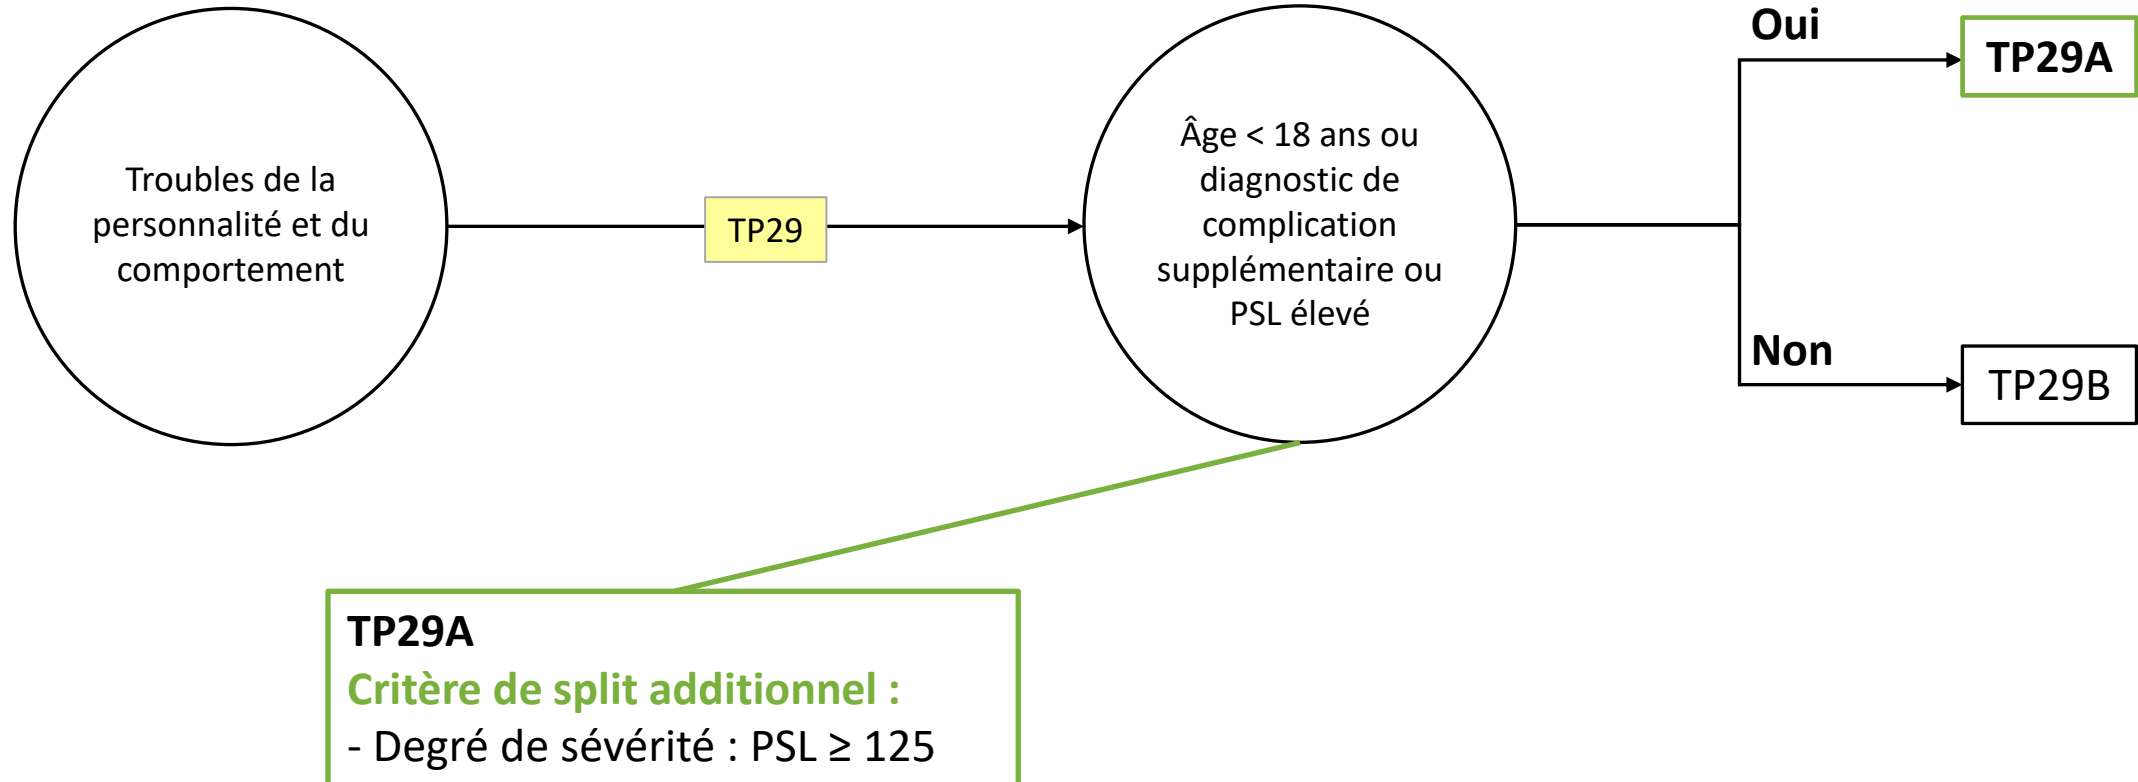 Troubles de la
personnalité et du
comportement
TP29
Âge < 18 ans ou
diagnostic de
complication
supplémentaire ou
PSL élevé
Oui
TP29A
Non
TP29B
TP29A
Critère de split additionnel :
- Degré de sévérité : PSL ≥ 125